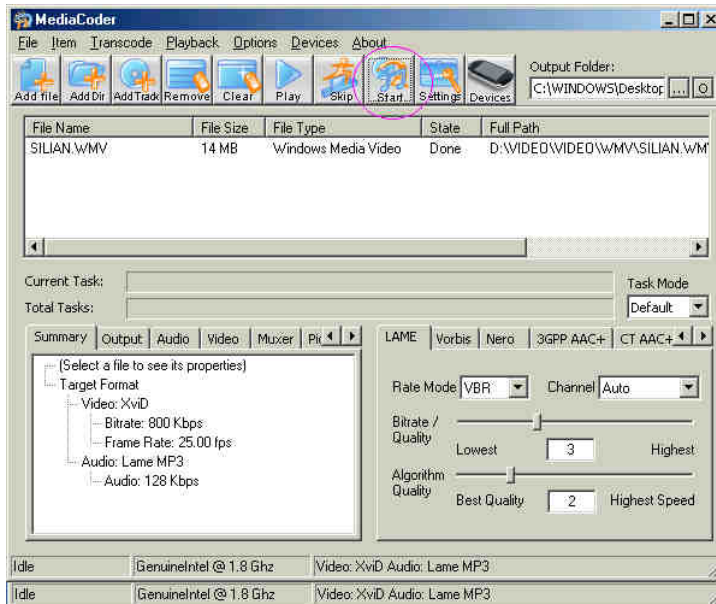 MediaCoder
File Item Transcode Playback Options Devices About
Output Folder:
Add file Add Dir Add Track Remove Clear Play Skip Start Settings Devices
C:\WINDOWS\Desktop ... O
File Name File Size File Type State Full Path
SILIAN.WMV 14 MB Windows Media Video Done D:\VIDEO\VIDEO\WMV\SILIAN.WM
Current Task:
Task Mode
Total Tasks:
Default
Summary Output Audio Video Muxer Pic
LAME Vorbis Nero 3GPP AAC+ CT AAC+
(Select a file to see its properties)
Target Format
Video: XviD
Bitrate: 800 Kbps
Frame Rate: 25.00 fps
Audio: Lame MP3
Audio: 128 Kbps
Rate Mode VBR Channel Auto
Bitrate /
Quality
Lowest 3 Highest
Algorithm
Quality
Best Quality 2 Highest Speed
Idle GenuineIntel @ 1.8 Ghz Video: XviD Audio: Lame MP3
Idle GenuineIntel @ 1.8 Ghz Video: XviD Audio: Lame MP3